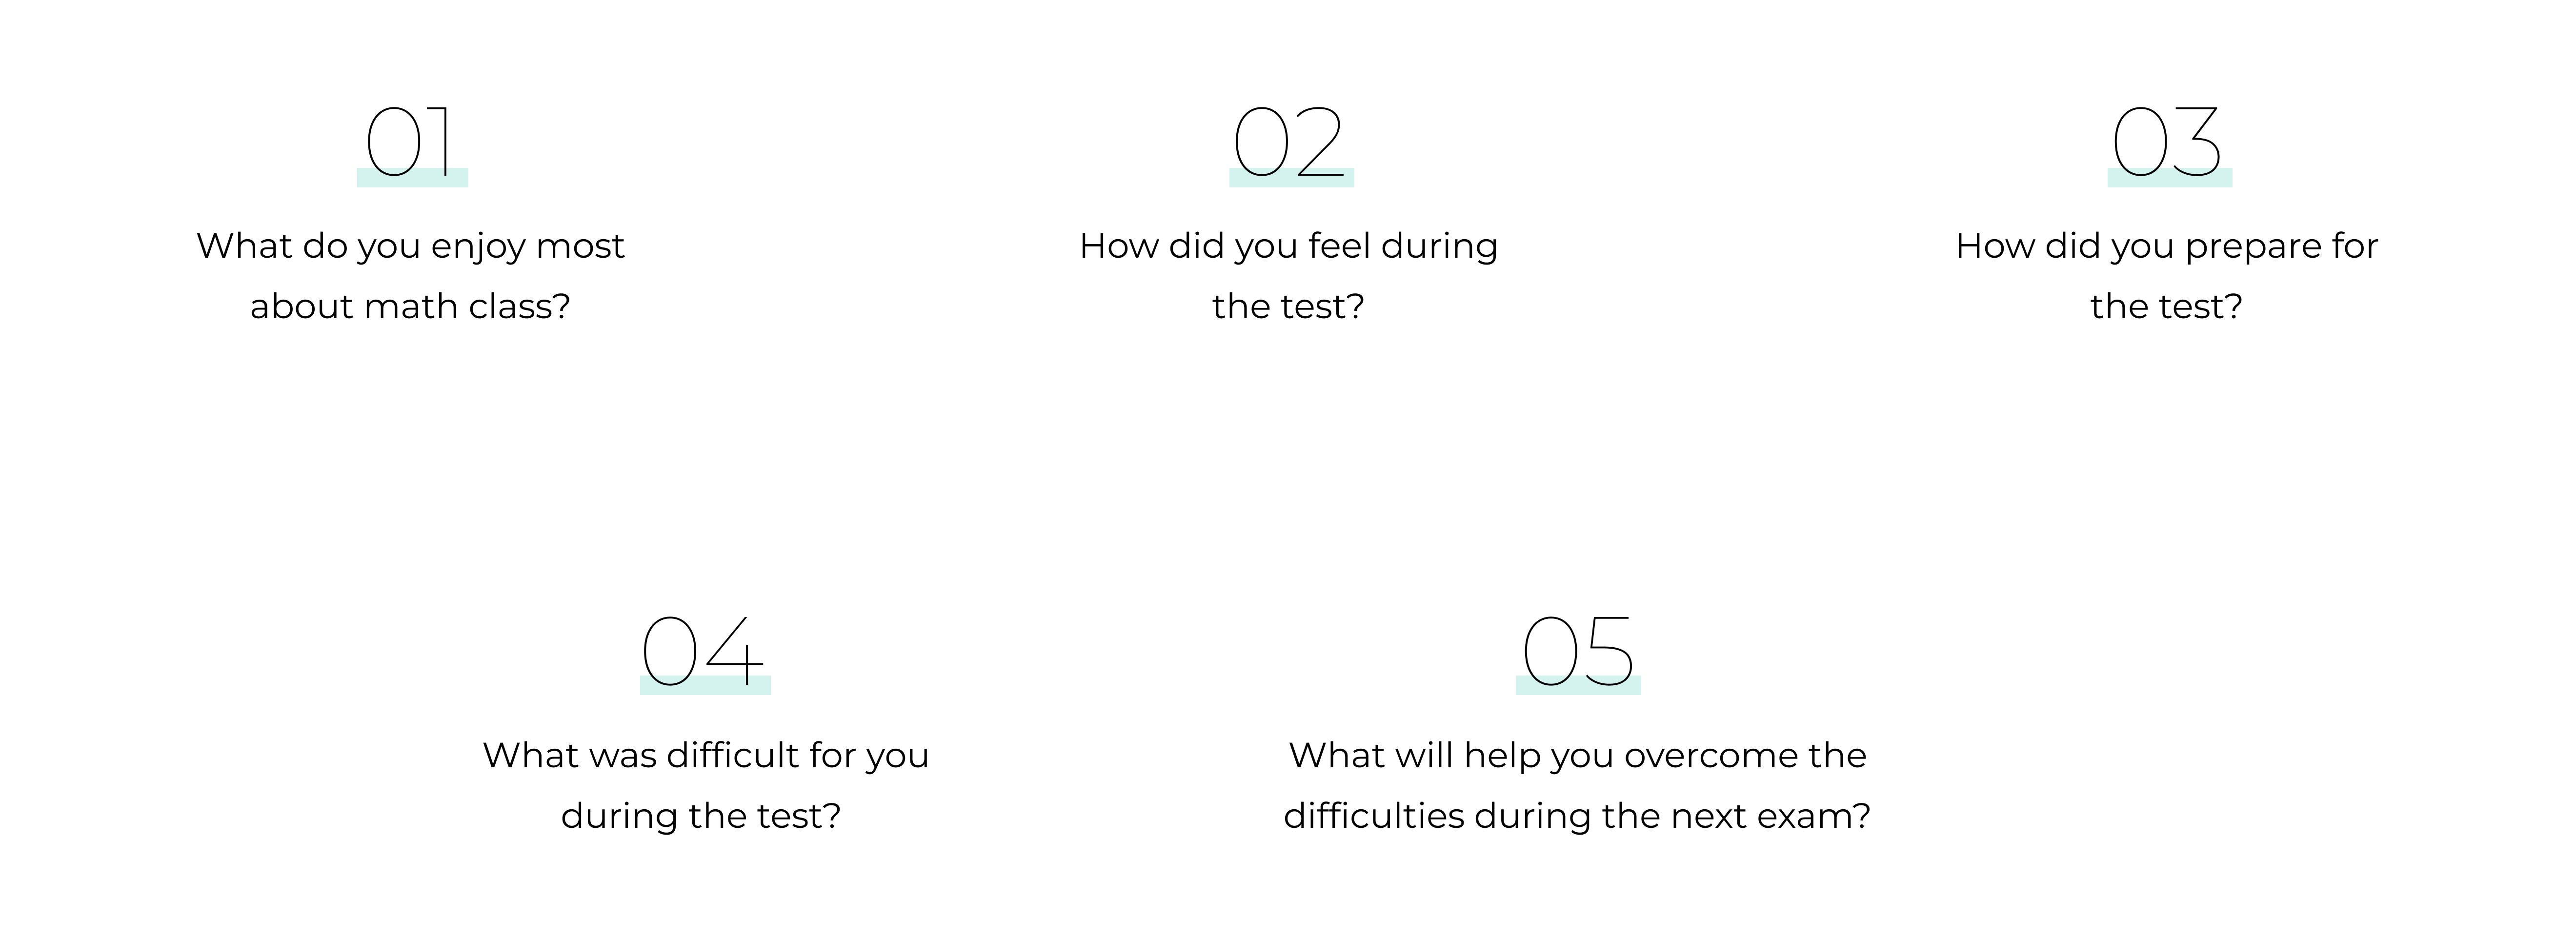 01
What do you enjoy most
about math class?
02
How did you feel during
the test?
03
How did you prepare for
the test?
04
What was difficult for you
during the test?
05
What will help you overcome the
difficulties during the next exam?